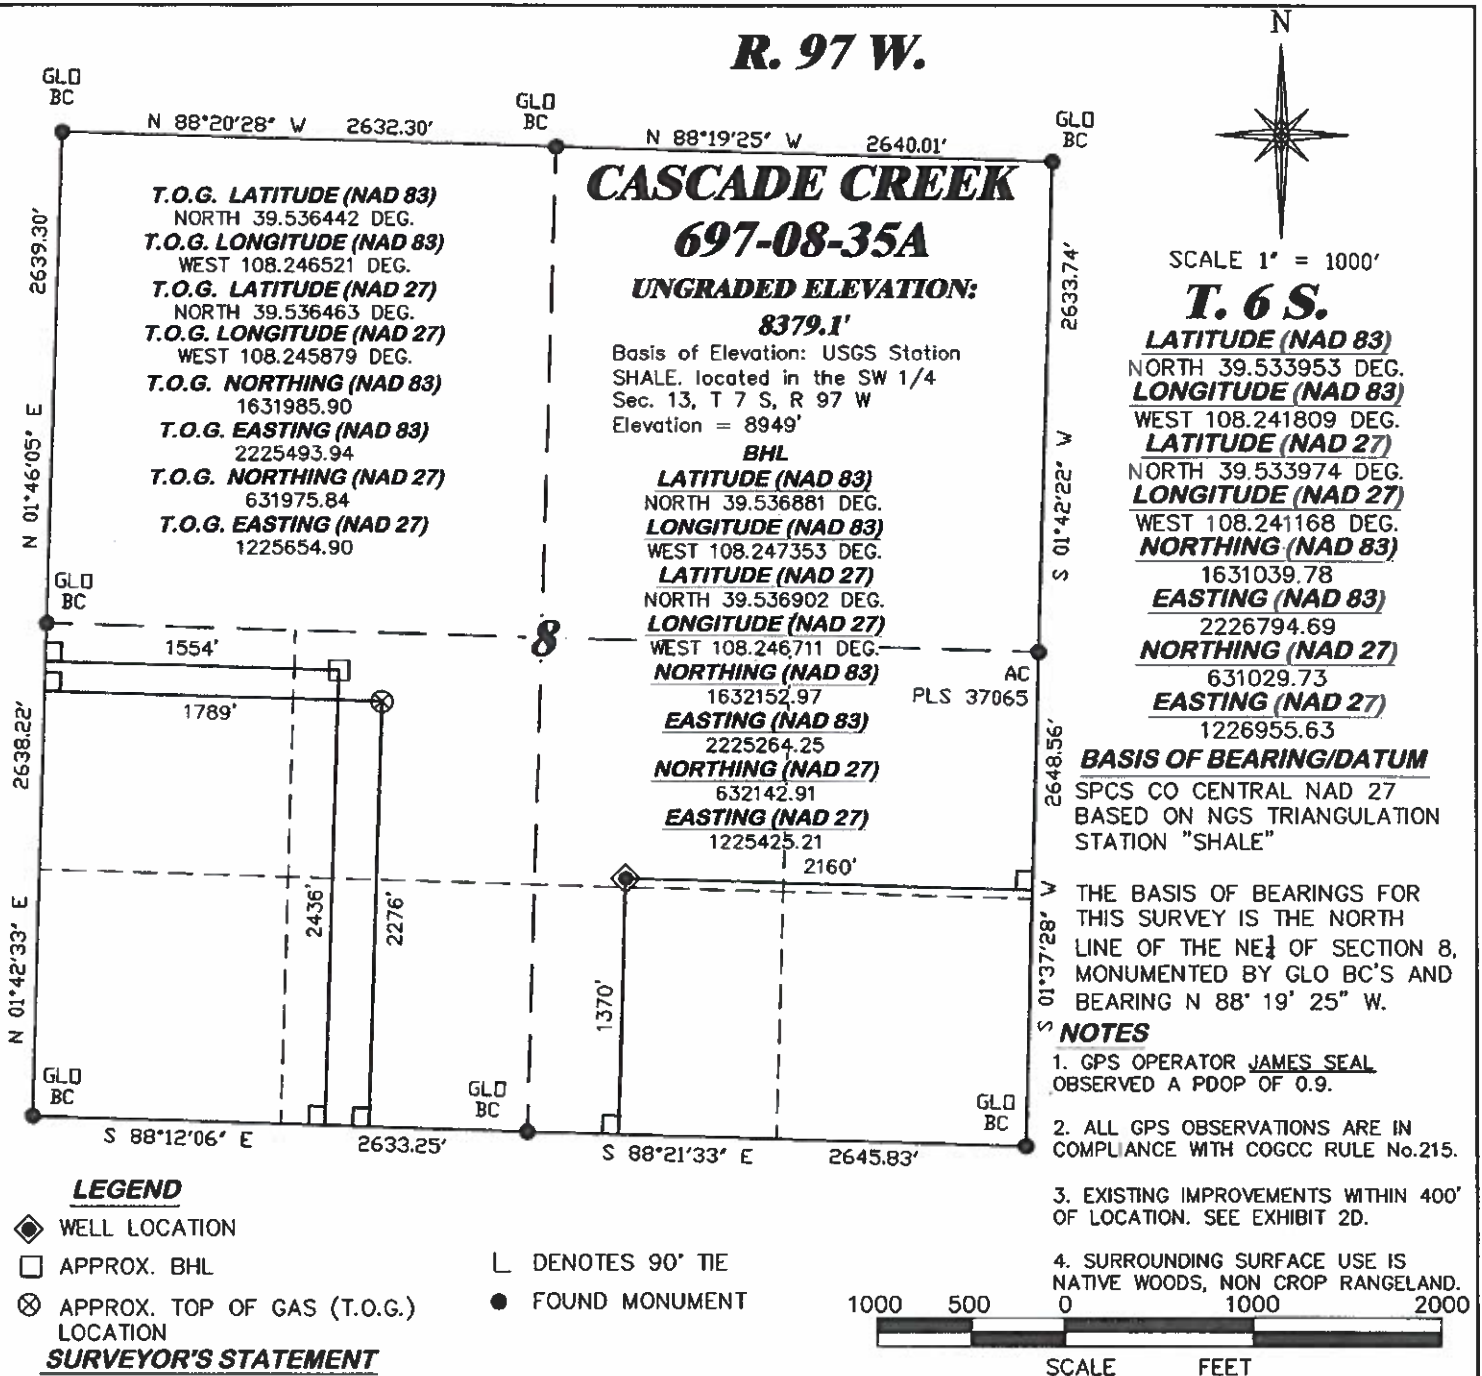 R. 97 W.
N
GLO
BC
GLO
BC
GLO
BC
N 88°20'28" W 2632.30'
N 88°19'25" W 2640.01'
2639.30'
N 01°46'05" E
T.O.G. LATITUDE (NAD 83)
NORTH 39.536442 DEG.
T.O.G. LONGITUDE (NAD 83)
WEST 108.246521 DEG.
T.O.G. LATITUDE (NAD 27)
NORTH 39.536463 DEG.
T.O.G. LONGITUDE (NAD 27)
WEST 108.245879 DEG.
T.O.G. NORTHING (NAD 83)
1631985.90
T.O.G. EASTING (NAD 83)
2225493.94
T.O.G. NORTHING (NAD 27)
631975.84
T.O.G. EASTING (NAD 27)
1225654.90
CASCADE CREEK
697-08-35A
UNGRADED ELEVATION:
8379.1'
Basis of Elevation: USGS Station
SHALE. located in the SW 1/4
Sec. 13, T 7 S, R 97 W
Elevation = 8949'
BHL
LATITUDE (NAD 83)
NORTH 39.536881 DEG.
LONGITUDE (NAD 83)
WEST 108.247353 DEG.
LATITUDE (NAD 27)
NORTH 39.536902 DEG.
LONGITUDE (NAD 27)
WEST 108.246711 DEG.
NORTHING (NAD 83)
1632152.97
EASTING (NAD 83)
2225264.25
NORTHING (NAD 27)
632142.91
EASTING (NAD 27)
1225425.21
2633.74'
S 01°42'22" W
SCALE 1" = 1000'
T. 6 S.
LATITUDE (NAD 83)
NORTH 39.533953 DEG.
LONGITUDE (NAD 83)
WEST 108.241809 DEG.
LATITUDE (NAD 27)
NORTH 39.533974 DEG.
LONGITUDE (NAD 27)
WEST 108.241168 DEG.
NORTHING (NAD 83)
1631039.78
EASTING (NAD 83)
2226794.69
NORTHING (NAD 27)
631029.73
EASTING (NAD 27)
1226955.63
GLO
BC
8
AC
PLS 37065
1554'
1789'
2638.22'
N 01°42'33" E
2436'
2276'
2160'
1370'
2648.56'
S 01°37'28" W
BASIS OF BEARING/DATUM
SPCS CO CENTRAL NAD 27
BASED ON NGS TRIANGULATION
STATION "SHALE"
THE BASIS OF BEARINGS FOR
THIS SURVEY IS THE NORTH
LINE OF THE NE¼ OF SECTION 8,
MONUMENTED BY GLO BC'S AND
BEARING N 88° 19' 25" W.
NOTES
1. GPS OPERATOR JAMES SEAL
OBSERVED A PDOP OF 0.9.
2. ALL GPS OBSERVATIONS ARE IN
COMPLIANCE WITH COGCC RULE No.215.
3. EXISTING IMPROVEMENTS WITHIN 400'
OF LOCATION. SEE EXHIBIT 2D.
4. SURROUNDING SURFACE USE IS
NATIVE WOODS, NON CROP RANGELAND.
GLO
BC
GLO
BC
GLO
BC
S 88°12'06" E 2633.25'
S 88°21'33" E 2645.83'
LEGEND
WELL LOCATION
APPROX. BHL
APPROX. TOP OF GAS (T.O.G.)
LOCATION
DENOTES 90° TIE
FOUND MONUMENT
1000 500 0 1000 2000
SCALE FEET
SURVEYOR'S STATEMENT